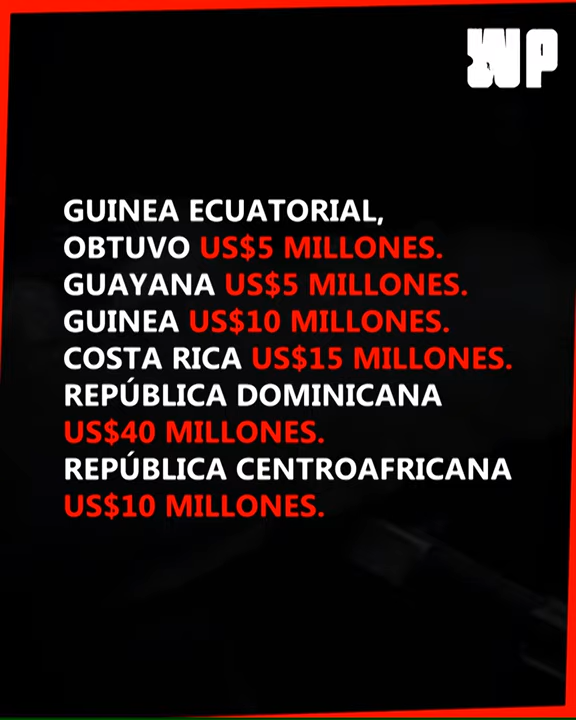 WP
GUINEA ECUATORIAL,
OBTUVO US$5 MILLONES.
GUAYANA US$5 MILLONES.
GUINEA US$10 MILLONES.
COSTA RICA US$15 MILLONES.
REPÚBLICA DOMINICANA
US$40 MILLONES.
REPÚBLICA CENTROAFRICANA
US$10 MILLONES.